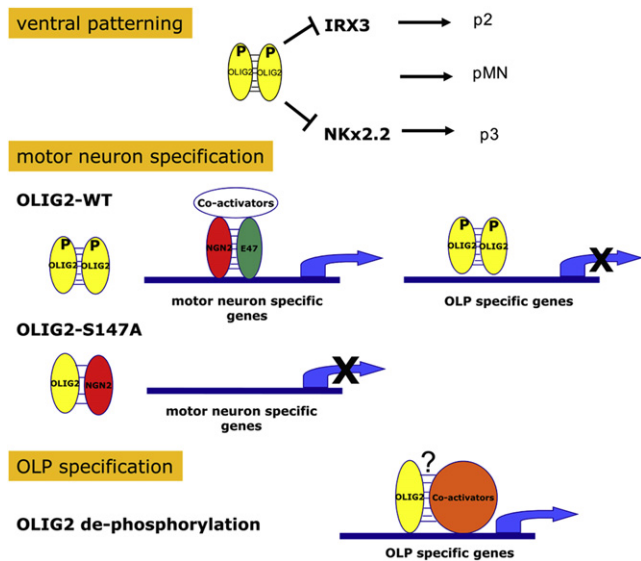 ventral patterning
P P
OLIG2 OLIG2
IRX3
p2
pMN
NKx2.2
p3
motor neuron specification
OLIG2-WT
P P
OLIG2 OLIG2
Co-activators
NGN2 E47
motor neuron specific
genes
P P
OLIG2 OLIG2
X
OLP specific genes
OLIG2-S147A
OLIG2 NGN2
X
motor neuron specific
genes
OLP specification
OLIG2 de-phosphorylation
?
OLIG2 Co-activators
OLP specific genes